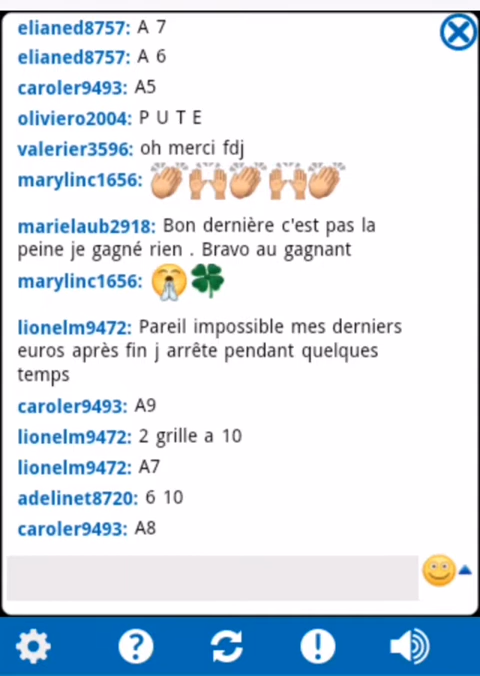 elianed8757: A 7
elianed8757: A 6
caroler9493: A5
oliviero2004: P U T E
valerier3596: oh merci fdj
marylinc1656:
marielaub2918: Bon dernière c'est pas la
peine je gagné rien . Bravo au gagnant
marylinc1656:
lionelm9472: Pareil impossible mes derniers
euros après fin j arrête pendant quelques
temps
caroler9493: A9
lionelm9472: 2 grille a 10
lionelm9472: A7
adelinet8720: 6 10
caroler9493: A8